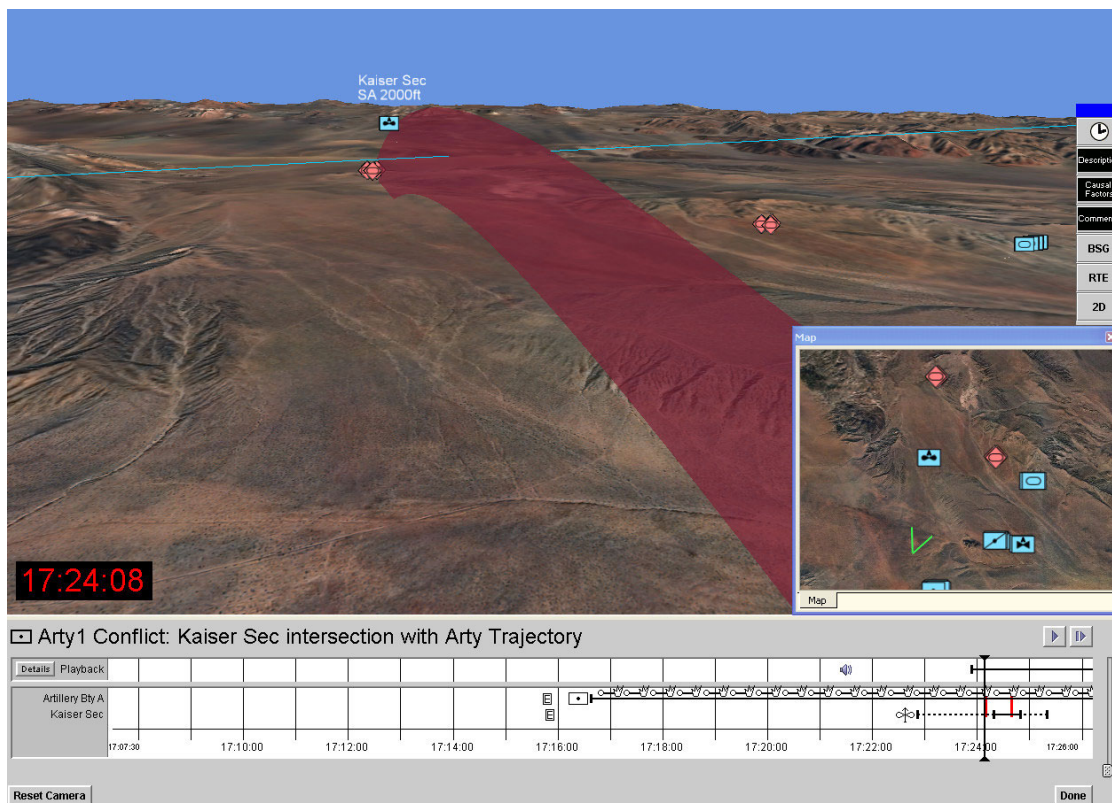 Kaiser Sec
SA 2000ft
Causal
Factors
BSG
RTE
2D
Map
Map
17:24:08
Arty1 Conflict: Kaiser Sec intersection with Arty Trajectory
Details Playback
Artillery Bty A
E
Kaiser Sec
E
17:07:30 17:10:00 17:12:00 17:14:00 17:16:00 17:18:00 17:20:00 17:22:00 17:24:00 17:26:00
Reset Camera Done